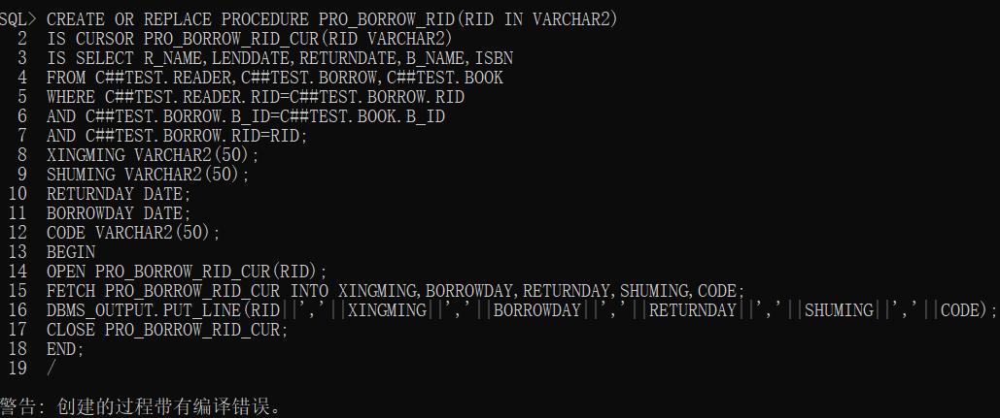 SQL> CREATE OR REPLACE PROCEDURE PRO_BORROW_RID(RID IN VARCHAR2)
2 IS CURSOR PRO_BORROW_RID_CUR(RID VARCHAR2)
3 IS SELECT R_NAME,LENDDATE,RETURNDATE,B_NAME,ISBN
4 FROM C##TEST.READER,C##TEST.BORROW,C##TEST.BOOK
5 WHERE C##TEST.READER.RID=C##TEST.BORROW.RID
6 AND C##TEST.BORROW.B_ID=C##TEST.BOOK.B_ID
7 AND C##TEST.BORROW.RID=RID;
8 XINGMING VARCHAR2(50);
9 SHUMING VARCHAR2(50);
10 RETURNDAY DATE;
11 BORROWDAY DATE;
12 CODE VARCHAR2(50);
13 BEGIN
14 OPEN PRO_BORROW_RID_CUR(RID);
15 FETCH PRO_BORROW_RID_CUR INTO XINGMING,BORROWDAY,RETURNDAY,SHUMING,CODE;
16 DBMS_OUTPUT.PUT_LINE(RID||','||XINGMING||','||BORROWDAY||','||RETURNDAY||','||SHUMING||','||CODE);
17 CLOSE PRO_BORROW_RID_CUR;
18 END;
19 /
警告: 创建的过程带有编译错误。